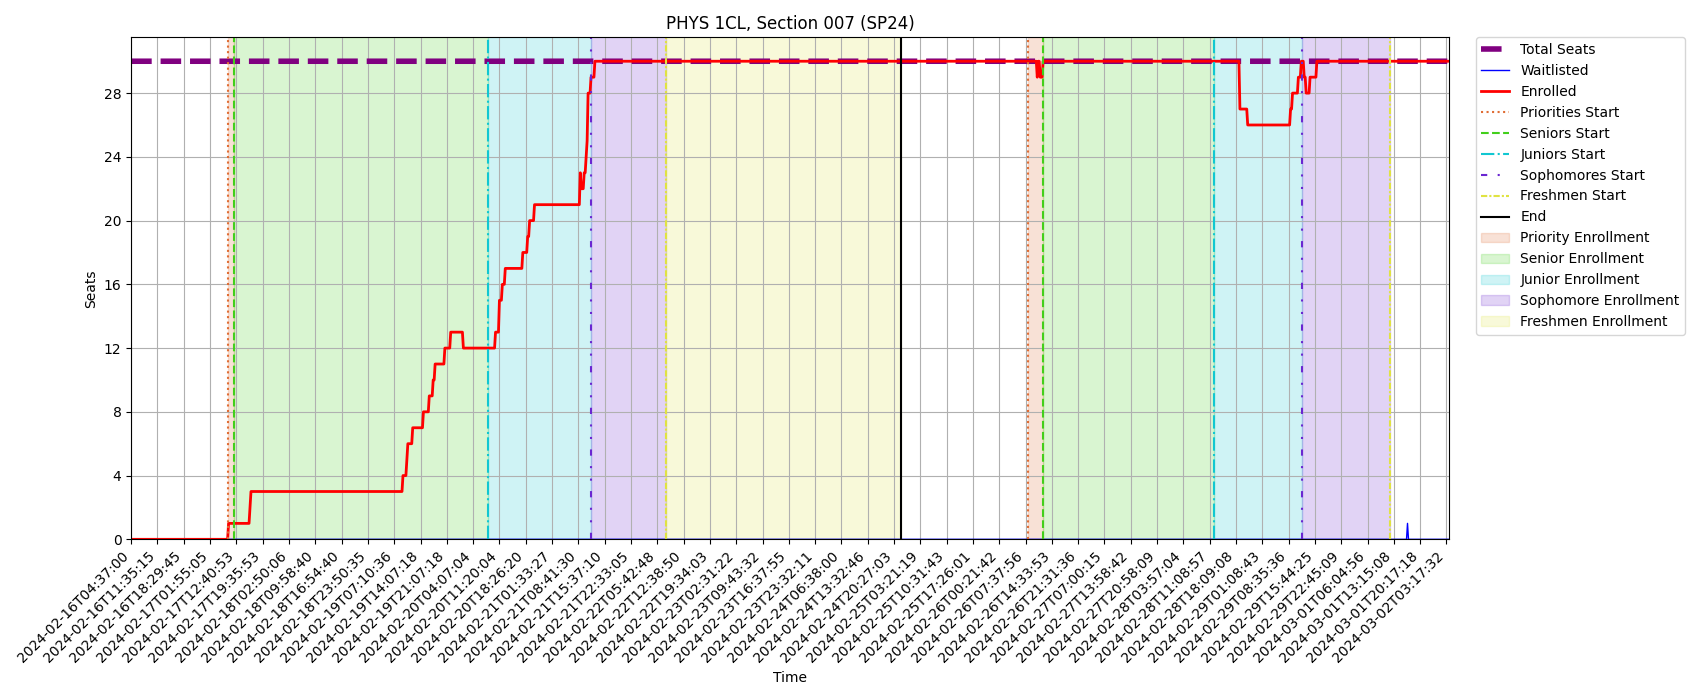 PHYS 1CL, Section 007 (SP24)
Seats
28
24
20
16
12
8
4
0
2024-02-16T04:37:00
2024-02-16T11:35:15
2024-02-16T18:29:45
2024-02-17T01:55:05
2024-02-17T12:40:53
2024-02-17T19:35:53
2024-02-18T02:50:06
2024-02-18T09:58:40
2024-02-18T16:54:40
2024-02-18T23:50:35
2024-02-19T07:10:36
2024-02-19T14:07:18
2024-02-19T21:07:18
2024-02-20T04:07:04
2024-02-20T11:20:04
2024-02-20T18:26:20
2024-02-21T01:33:27
2024-02-21T08:41:30
2024-02-21T15:37:10
2024-02-21T22:33:05
2024-02-22T05:42:48
2024-02-22T12:38:50
2024-02-22T19:34:03
2024-02-23T02:31:22
2024-02-23T09:43:32
2024-02-23T16:37:55
2024-02-23T23:32:11
2024-02-24T06:38:00
2024-02-24T13:32:46
2024-02-24T20:27:03
2024-02-25T03:21:19
2024-02-25T10:31:43
2024-02-25T17:26:01
2024-02-26T00:21:42
2024-02-26T07:37:56
2024-02-26T14:33:53
2024-02-26T21:31:36
2024-02-27T07:00:15
2024-02-27T13:58:42
2024-02-27T20:58:09
2024-02-28T03:57:04
2024-02-28T11:08:57
2024-02-28T18:09:08
2024-02-29T01:08:43
2024-02-29T08:35:36
2024-02-29T15:44:25
2024-02-29T22:45:09
2024-03-01T06:04:56
2024-03-01T13:15:08
2024-03-01T20:17:18
2024-03-02T03:17:32
Time
Total Seats
Waitlisted
Enrolled
Priorities Start
Seniors Start
Juniors Start
Sophomores Start
Freshmen Start
End
Priority Enrollment
Senior Enrollment
Junior Enrollment
Sophomore Enrollment
Freshmen Enrollment